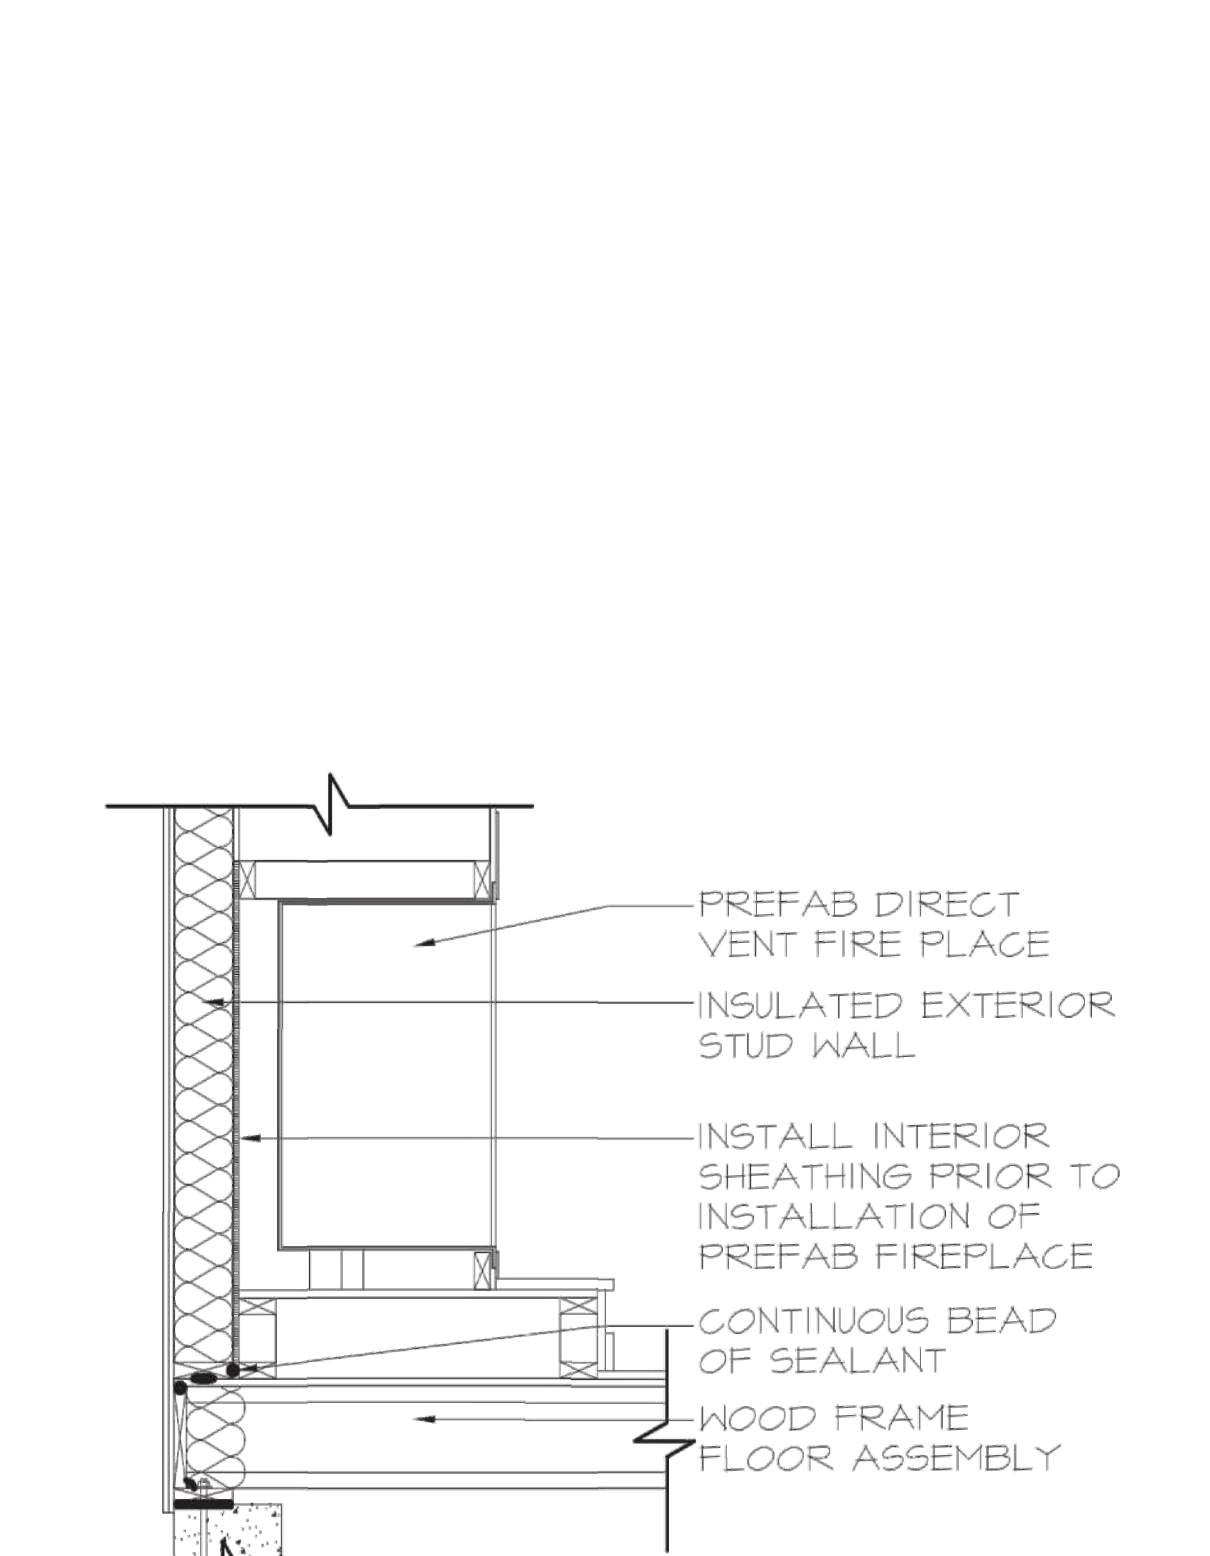 PREFAB DIRECT
VENT FIRE PLACE
INSULATED EXTERIOR
STUD WALL
INSTALL INTERIOR
SHEATHING PRIOR TO
INSTALLATION OF
PREFAB FIREPLACE
CONTINUOUS BEAD
OF SEALANT
WOOD FRAME
FLOOR ASSEMBLY